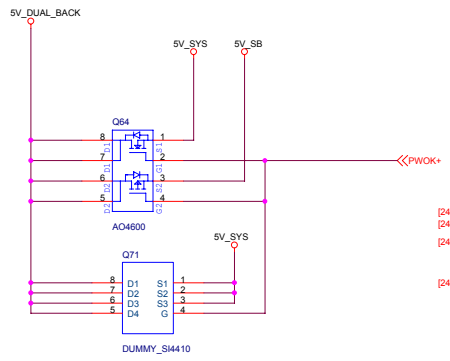 5V_DUAL_BACK
5V_SYS
5V_SB
Q64
8 D1 S1 1
7 D1 G1 2
6 D2 S2 3
5 D2 G2 4
PWOK+
AO4600
[24
[24
[24
[24
Q71
5V_SYS
8 D1 S1 1
7 D2 S2 2
6 D3 S3 3
5 D4 G 4
DUMMY_SI4410